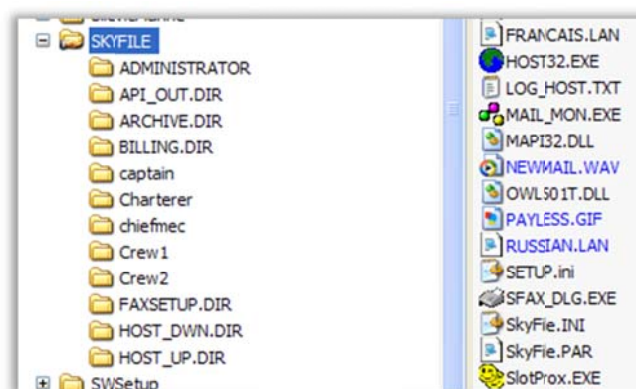 SKYFILE
ADMINISTRATOR
API_OUT.DIR
ARCHIVE.DIR
BILLING.DIR
captain
Charterer
chiefmec
Crew1
Crew2
FAXSETUP.DIR
HOST_DWN.DIR
HOST_UP.DIR
SWSetup
FRANCAIS.LAN
HOST32.EXE
LOG_HOST.TXT
MAIL_MON.EXE
MAPI32.DLL
NEWMAIL.WAV
OWL501T.DLL
PAYLESS.GIF
RUSSIAN.LAN
SETUP.ini
SFAX_DLG.EXE
SkyFie.INI
SkyFie.PAR
SlotProx.EXE